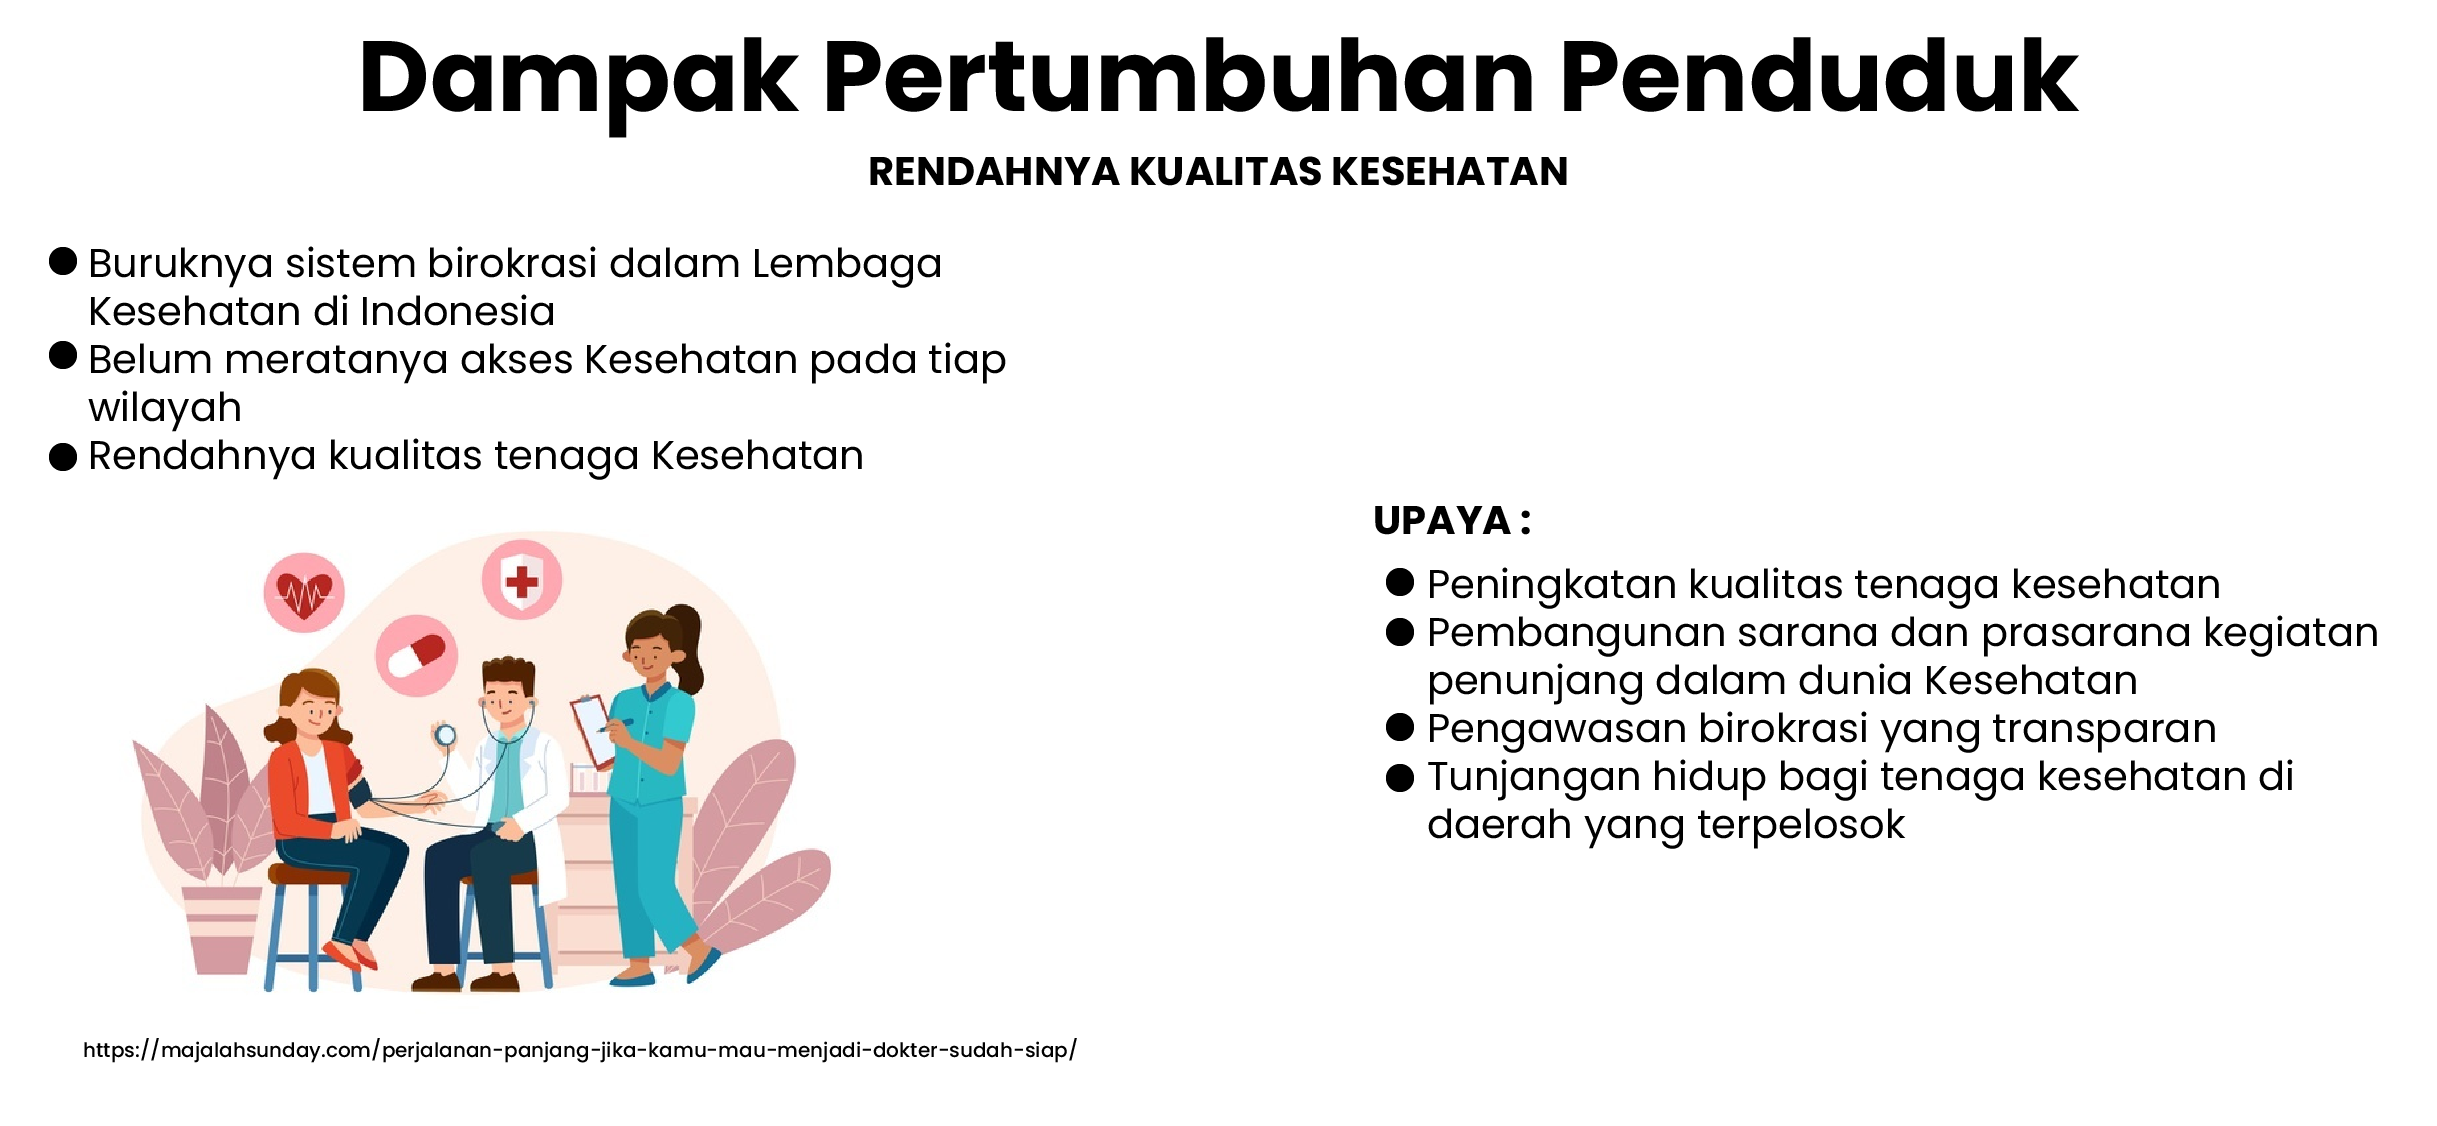 Dampak Pertumbuhan Penduduk
RENDAHNYA KUALITAS KESEHATAN
● Buruknya sistem birokrasi dalam Lembaga
Kesehatan di Indonesia
● Belum meratanya akses Kesehatan pada tiap
wilayah
● Rendahnya kualitas tenaga Kesehatan
UPAYA :
● Peningkatan kualitas tenaga kesehatan
● Pembangunan sarana dan prasarana kegiatan
penunjang dalam dunia Kesehatan
● Pengawasan birokrasi yang transparan
● Tunjangan hidup bagi tenaga kesehatan di
daerah yang terpelosok
https://majalahsunday.com/perjalanan-panjang-jika-kamu-mau-menjadi-dokter-sudah-siap/